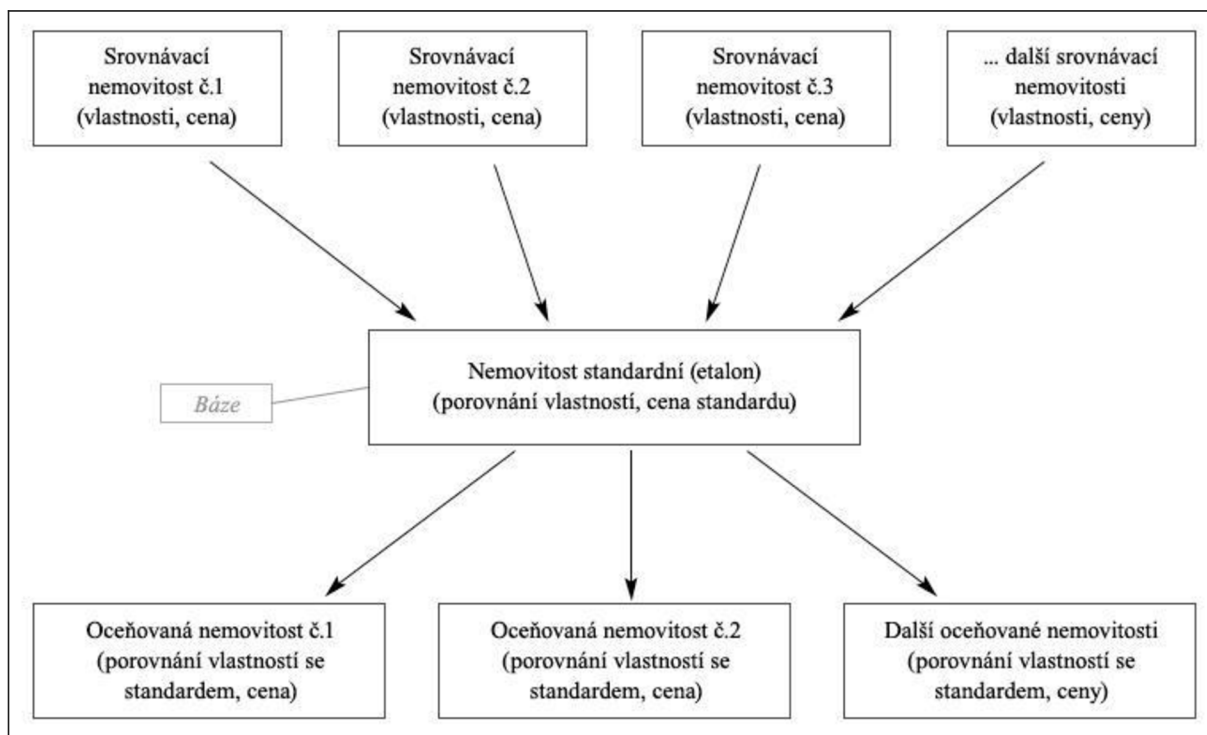 Srovnávací
nemovitost č.1
(vlastnosti, cena)
Srovnávací
nemovitost č.2
(vlastnosti, cena)
Srovnávací
nemovitost č.3
(vlastnosti, cena)
... další srovnávací
nemovitosti
(vlastnosti, ceny)
Nemovitost standardní (etalon)
(porovnání vlastností, cena standardu)
Báze
Oceňovaná nemovitost č.1
(porovnání vlastností se
standardem, cena)
Oceňovaná nemovitost č.2
(porovnání vlastností se
standardem, cena)
Další oceňované nemovitosti
(porovnání vlastností se
standardem, ceny)